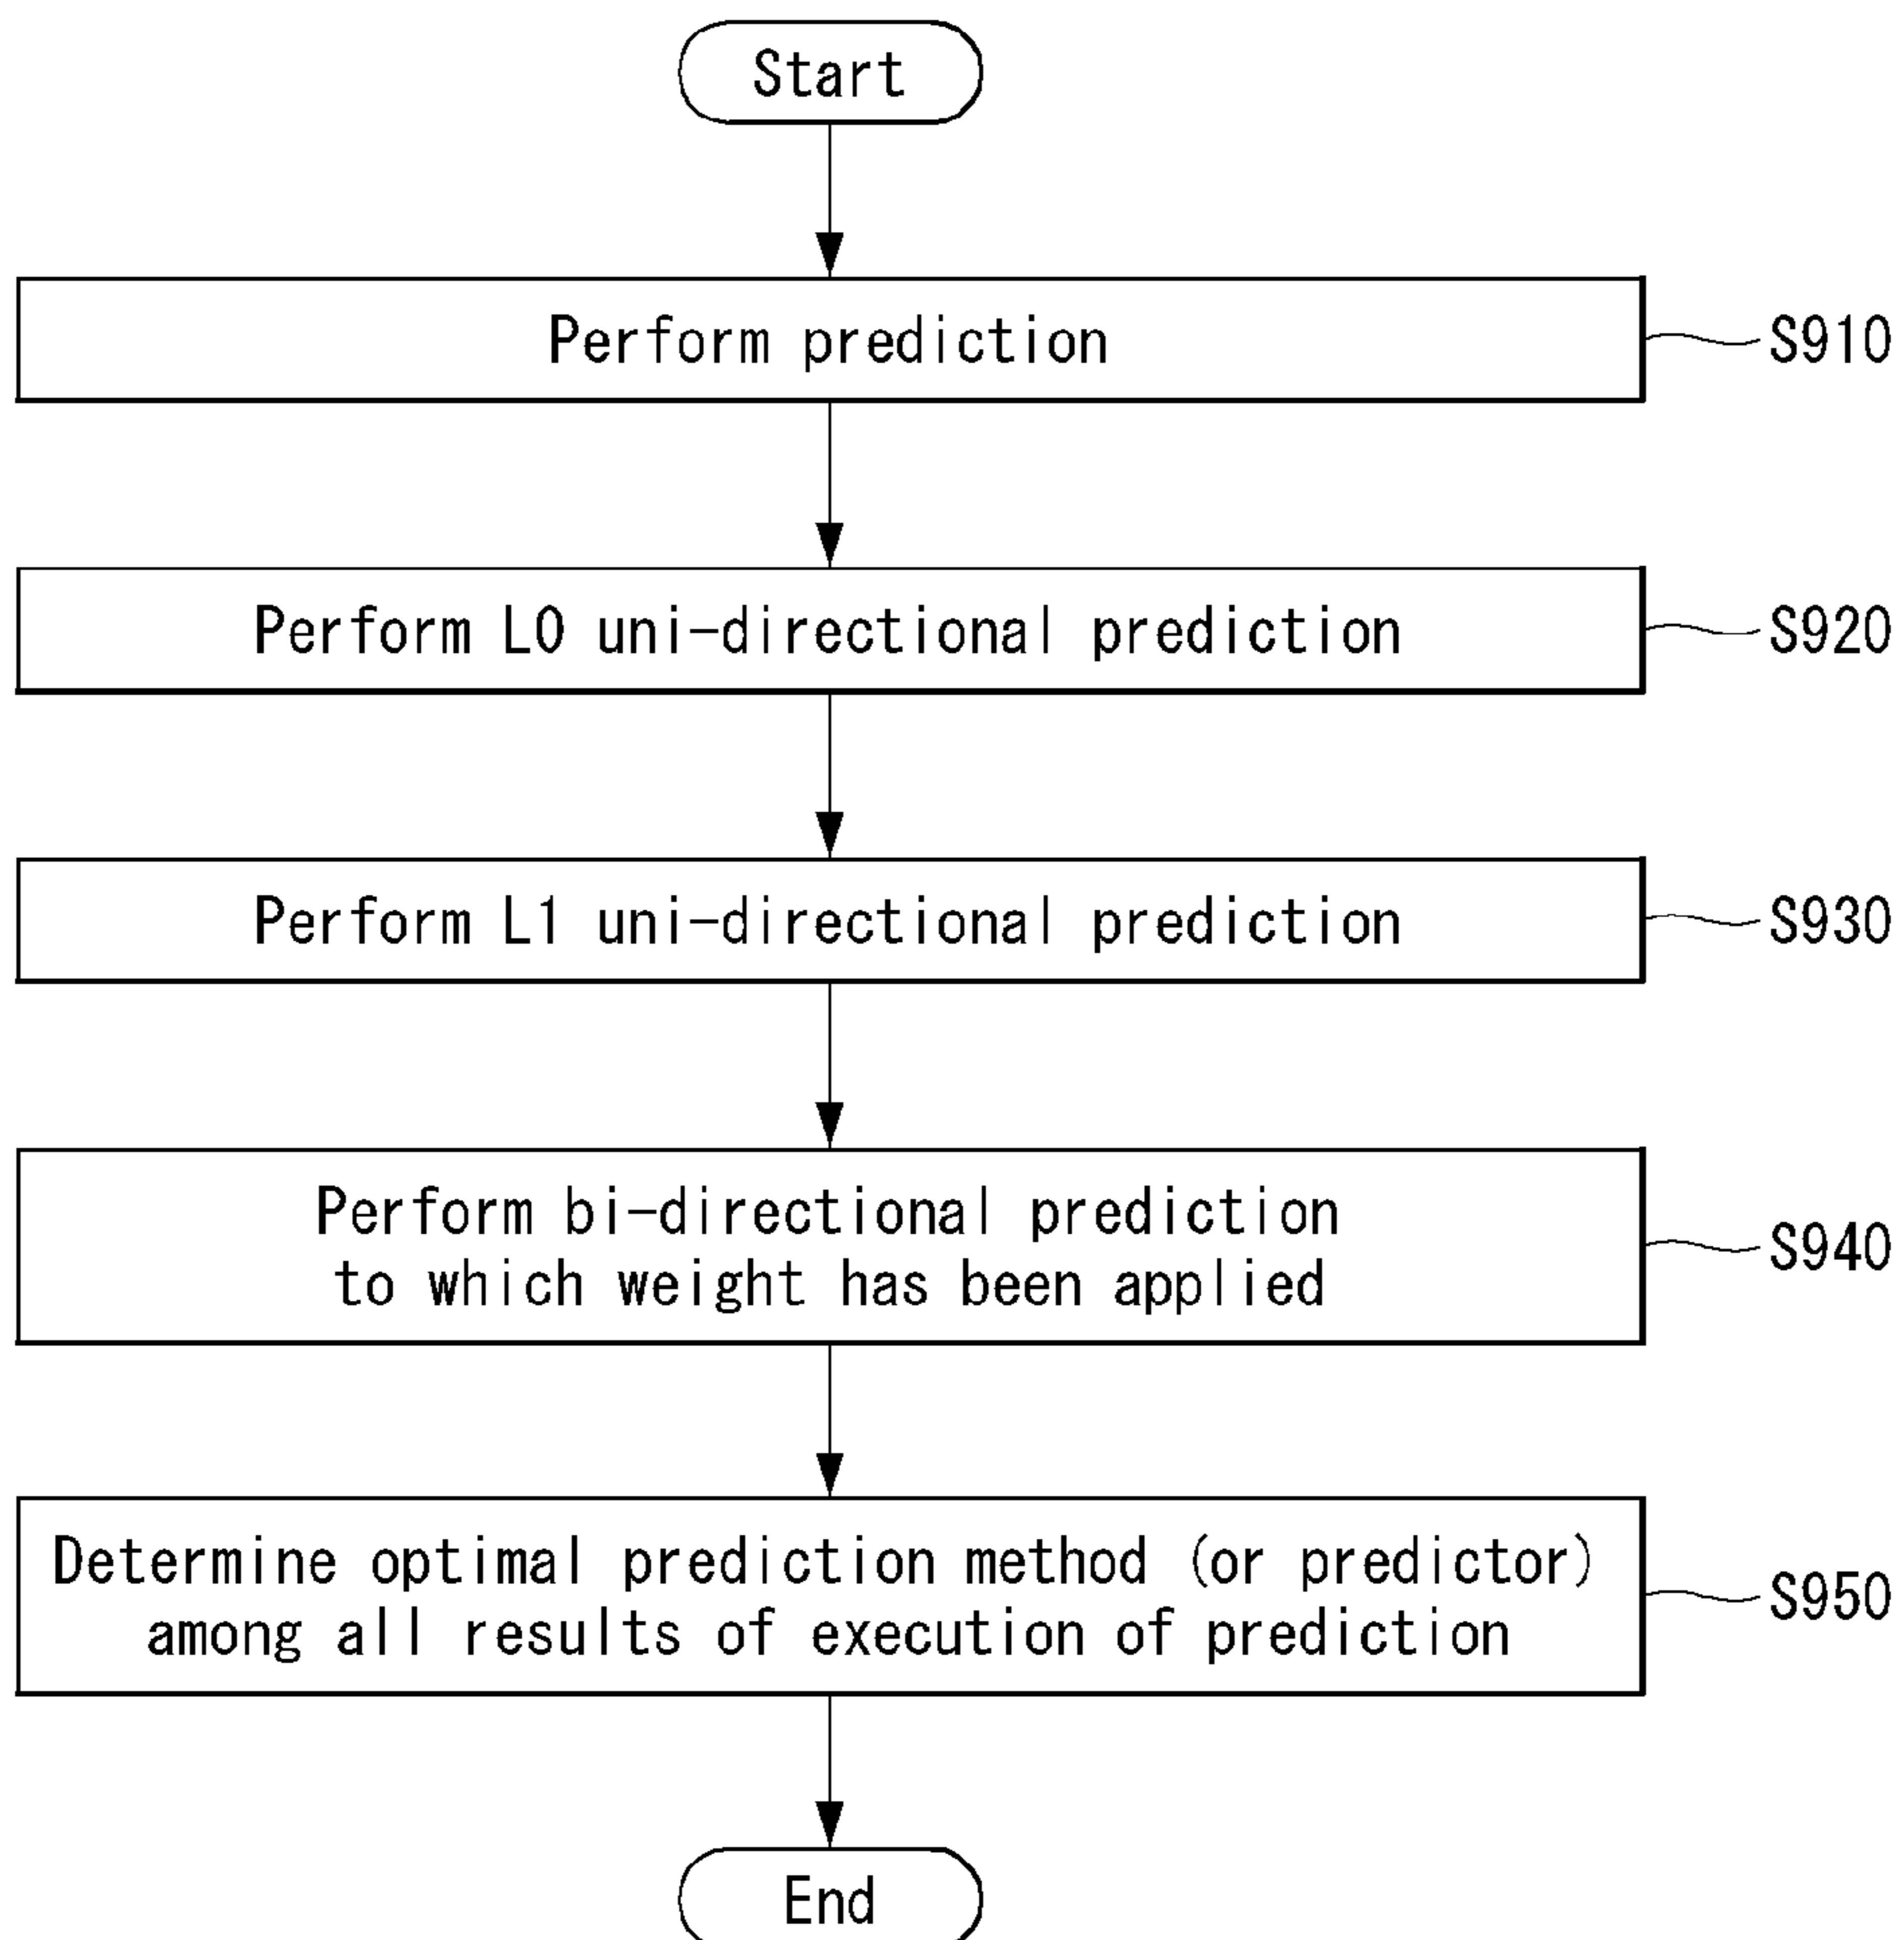 Start
Perform prediction
S910
Perform L0 uni-directional prediction
S920
Perform L1 uni-directional prediction
S930
Perform bi-directional prediction
to which weight has been applied
S940
Determine optimal prediction method (or predictor)
among all results of execution of prediction
S950
End